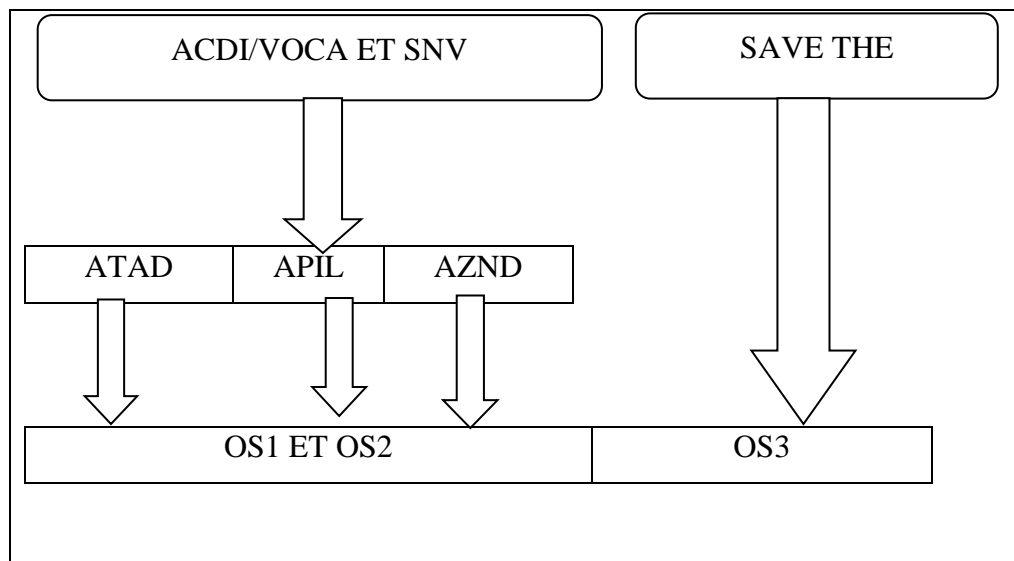 ACDI/VOCA ET SNV
SAVE THE
ATAD
APIL
AZND
OS1 ET OS2
OS3